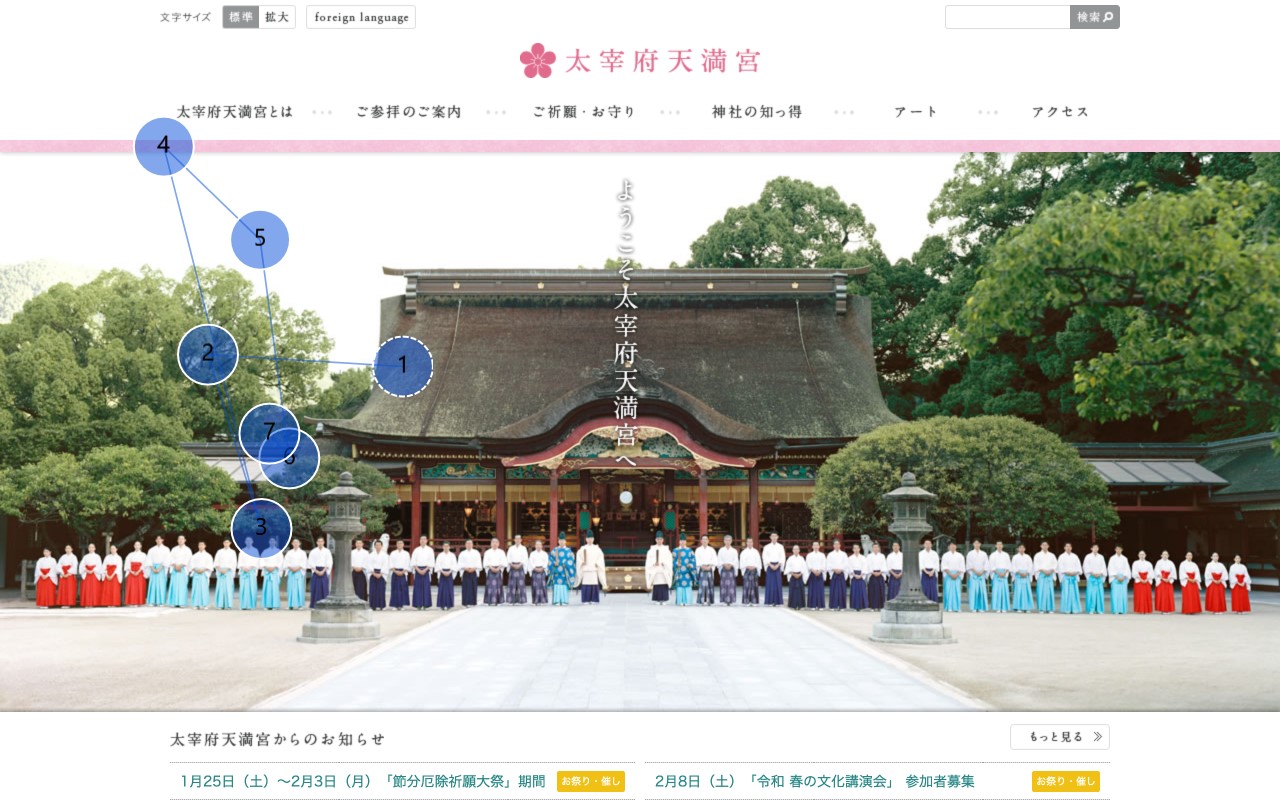 文字サイズ 標準 拡大 foreign language 検索
太宰府天満宮
太宰府天満宮とは ご参拝のご案内 ご祈願・お守り 神社の知っ得 アート アクセス
ようこそ太宰府天満宮へ
4
5
2
1
7
3
太宰府天満宮からのお知らせ もっと見る
1月25日（土）～2月3日（月）「節分厄除祈願大祭」期間 お祭り・催し
2月8日（土）「令和 春の文化講演会」 参加者募集 お祭り・催し